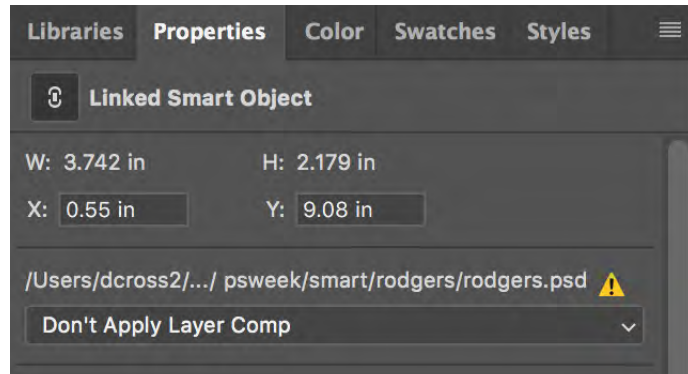 Libraries Properties Color Swatches Styles
Linked Smart Object
W: 3.742 in H: 2.179 in
X: 0.55 in Y: 9.08 in
/Users/dcross2/.../ psweek/smart/rodgers/rodgers.psd
Don't Apply Layer Comp